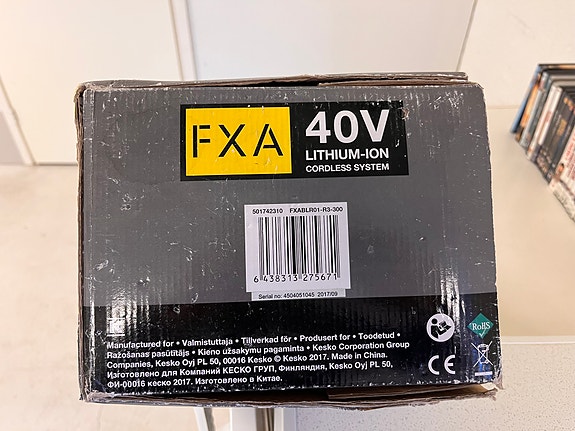 FXA
40V
LITHIUM-ION
CORDLESS SYSTEM
501742310 FXABLR01-R3-300
6 438313 275671
Serial no: 4504051045 2017/09
Manufactured for • Valmistuttaja • Tillverkad för • Produsert for • Toodetud •
Ražošanas pasūtītājs • Kieno užsakymu pagaminta • Kesko Corporation Group
Companies, Kesko Oyj PL 50, 00016 Kesko © Kesko 2017. Made in China.
Изготовлено для Компаний КЕСКО ГРУП, Финляндия, Kesko Oyj PL 50,
ФИ-00016 кеско 2017. Изготовлено в Китае.
RoHS
CE